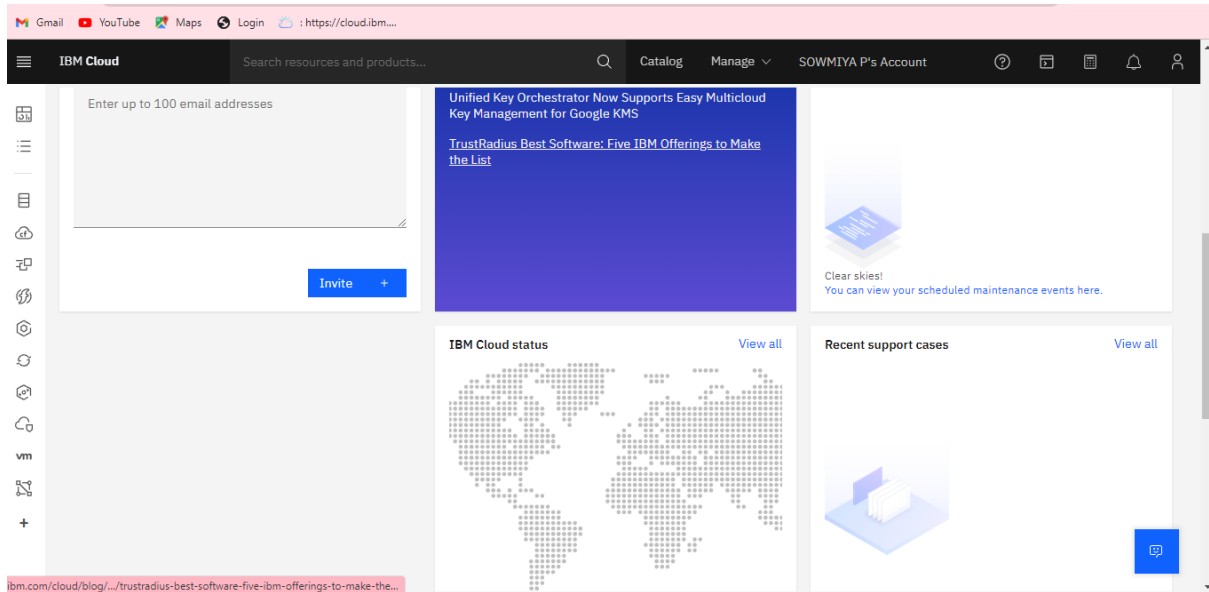 Gmail YouTube Maps Login : https://cloud.ibm....
IBM Cloud Search resources and products... Catalog Manage SOWMIYA P's Account
Enter up to 100 email addresses
Invite +
Unified Key Orchestrator Now Supports Easy Multicloud
Key Management for Google KMS
TrustRadius Best Software: Five IBM Offerings to Make
the List
Clear skies!
You can view your scheduled maintenance events here.
IBM Cloud status View all
Recent support cases View all
cf
vm
+
ibm.com/cloud/blog/.../trustradius-best-software-five-ibm-offerings-to-make-the...